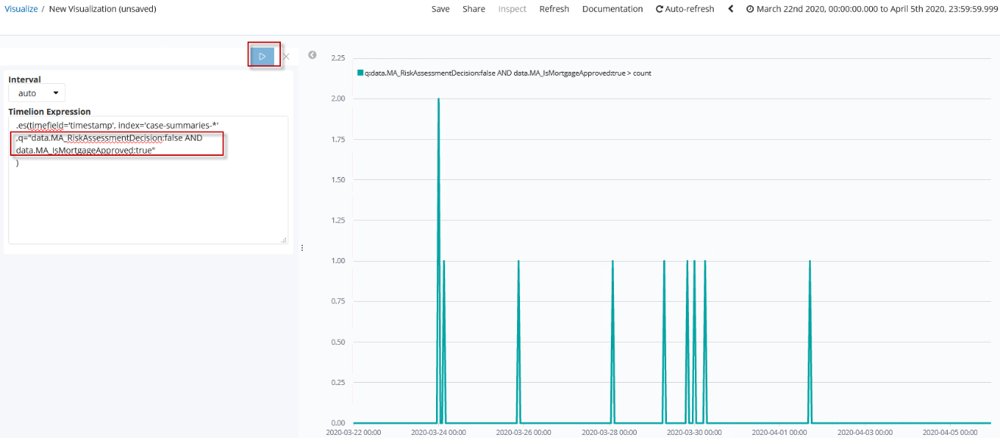 Visualize / New Visualization (unsaved)
Save Share Inspect Refresh Documentation Auto-refresh March 22nd 2020, 00:00:00.000 to April 5th 2020, 23:59:59.999
Interval
auto
Timelion Expression
.es(timefield='timestamp', index='case-summaries-*'
,q="data.MA_RiskAssessmentDecision:false AND
data.MA_IsMortgageApproved:true"
)
q:data.MA_RiskAssessmentDecision:false AND data.MA_IsMortgageApproved:true > count
2.25
2.00
1.75
1.50
1.25
1.00
0.75
0.50
0.25
0.00
2020-03-22 00:00 2020-03-24 00:00 2020-03-26 00:00 2020-03-28 00:00 2020-03-30 00:00 2020-04-01 00:00 2020-04-03 00:00 2020-04-05 00:00